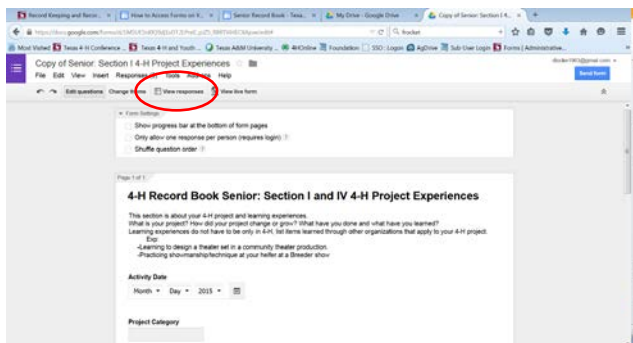 Record Keeping and Recor...
How to Access Forms on Y...
Senior Record Book - Texa...
My Drive - Google Drive
Copy of Senior: Section I 4...
Most Visited
Texas 4-H Conference ...
Texas 4-H and Youth ...
Texas A&M University ...
4HOnline
Foundation
SSO : Logon
AgDrive
Sub User Login
Forms | Administrative...
Copy of Senior: Section I 4-H Project Experiences
File Edit View Insert Responses Tools Help
Send form
Edit questions Change theme View responses View live form
Form Settings
Show progress bar at the bottom of form pages
Only allow one response per person (requires login) ?
Shuffle question order ?
Page 1 of 1
4-H Record Book Senior: Section I and IV 4-H Project Experiences
This section is about your 4-H project and learning experiences.
What is your project? How did your project change or grow? What have you done and what have you learned?
Learning experiences do not have to be only in 4-H, list items learned through other organizations that apply to your 4-H project.
Exp:
-Learning to design a theater set in a community theater production.
-Practicing showmanship/technique at your heifer at a Breeder show
Activity Date
Month Day 2015
Project Category